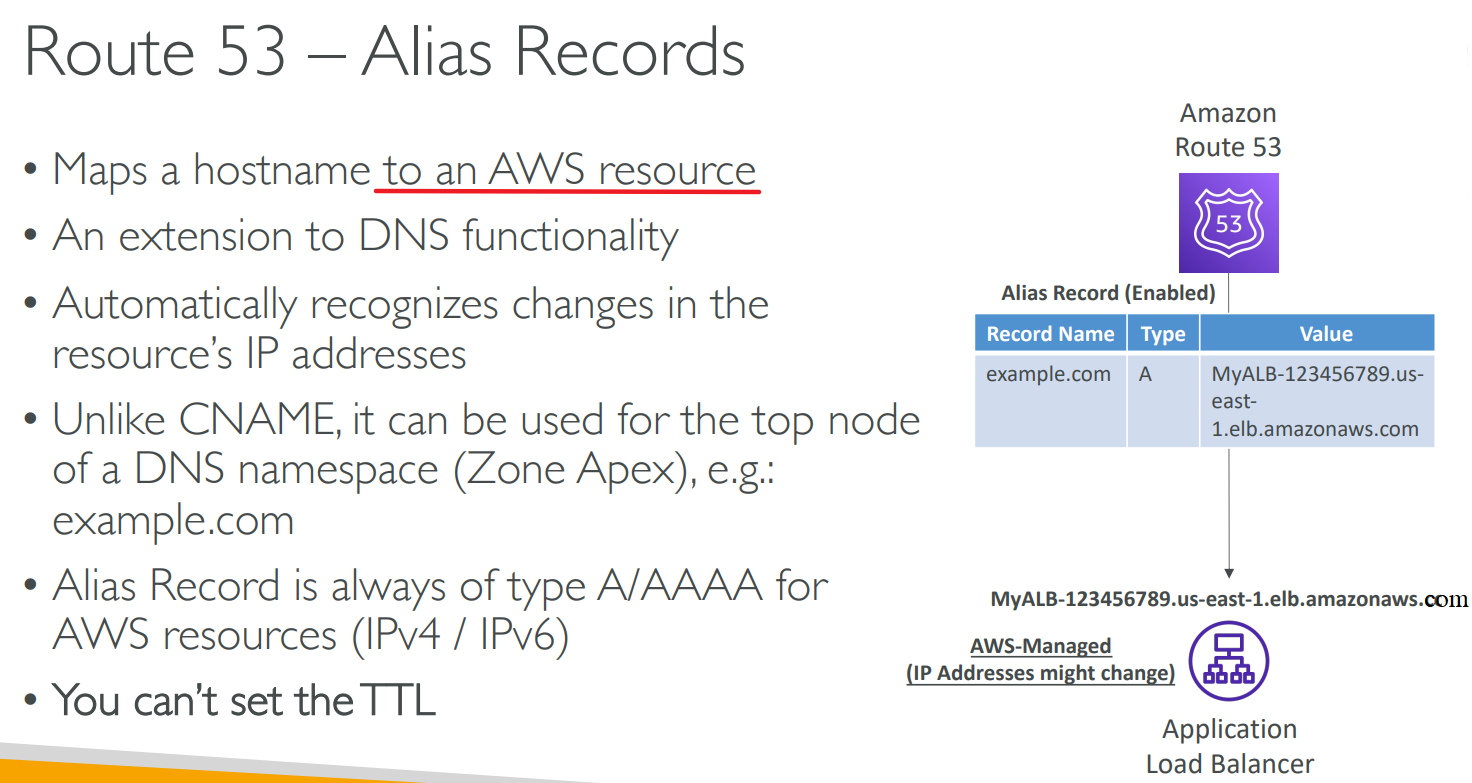 Route 53 – Alias Records
• Maps a hostname to an AWS resource
• An extension to DNS functionality
• Automatically recognizes changes in the
resource's IP addresses
• Unlike CNAME, it can be used for the top node
of a DNS namespace (Zone Apex), e.g.:
example.com
• Alias Record is always of type A/AAAA for
AWS resources (IPv4 / IPv6)
• You can't set the TTL
Amazon
Route 53
53
Alias Record (Enabled)
Record Name Type Value
example.com A MyALB-123456789.us-
east-
1.elb.amazonaws.com
MyALB-123456789.us-east-1.elb.amazonaws.com
AWS-Managed
(IP Addresses might change)
Application
Load Balancer